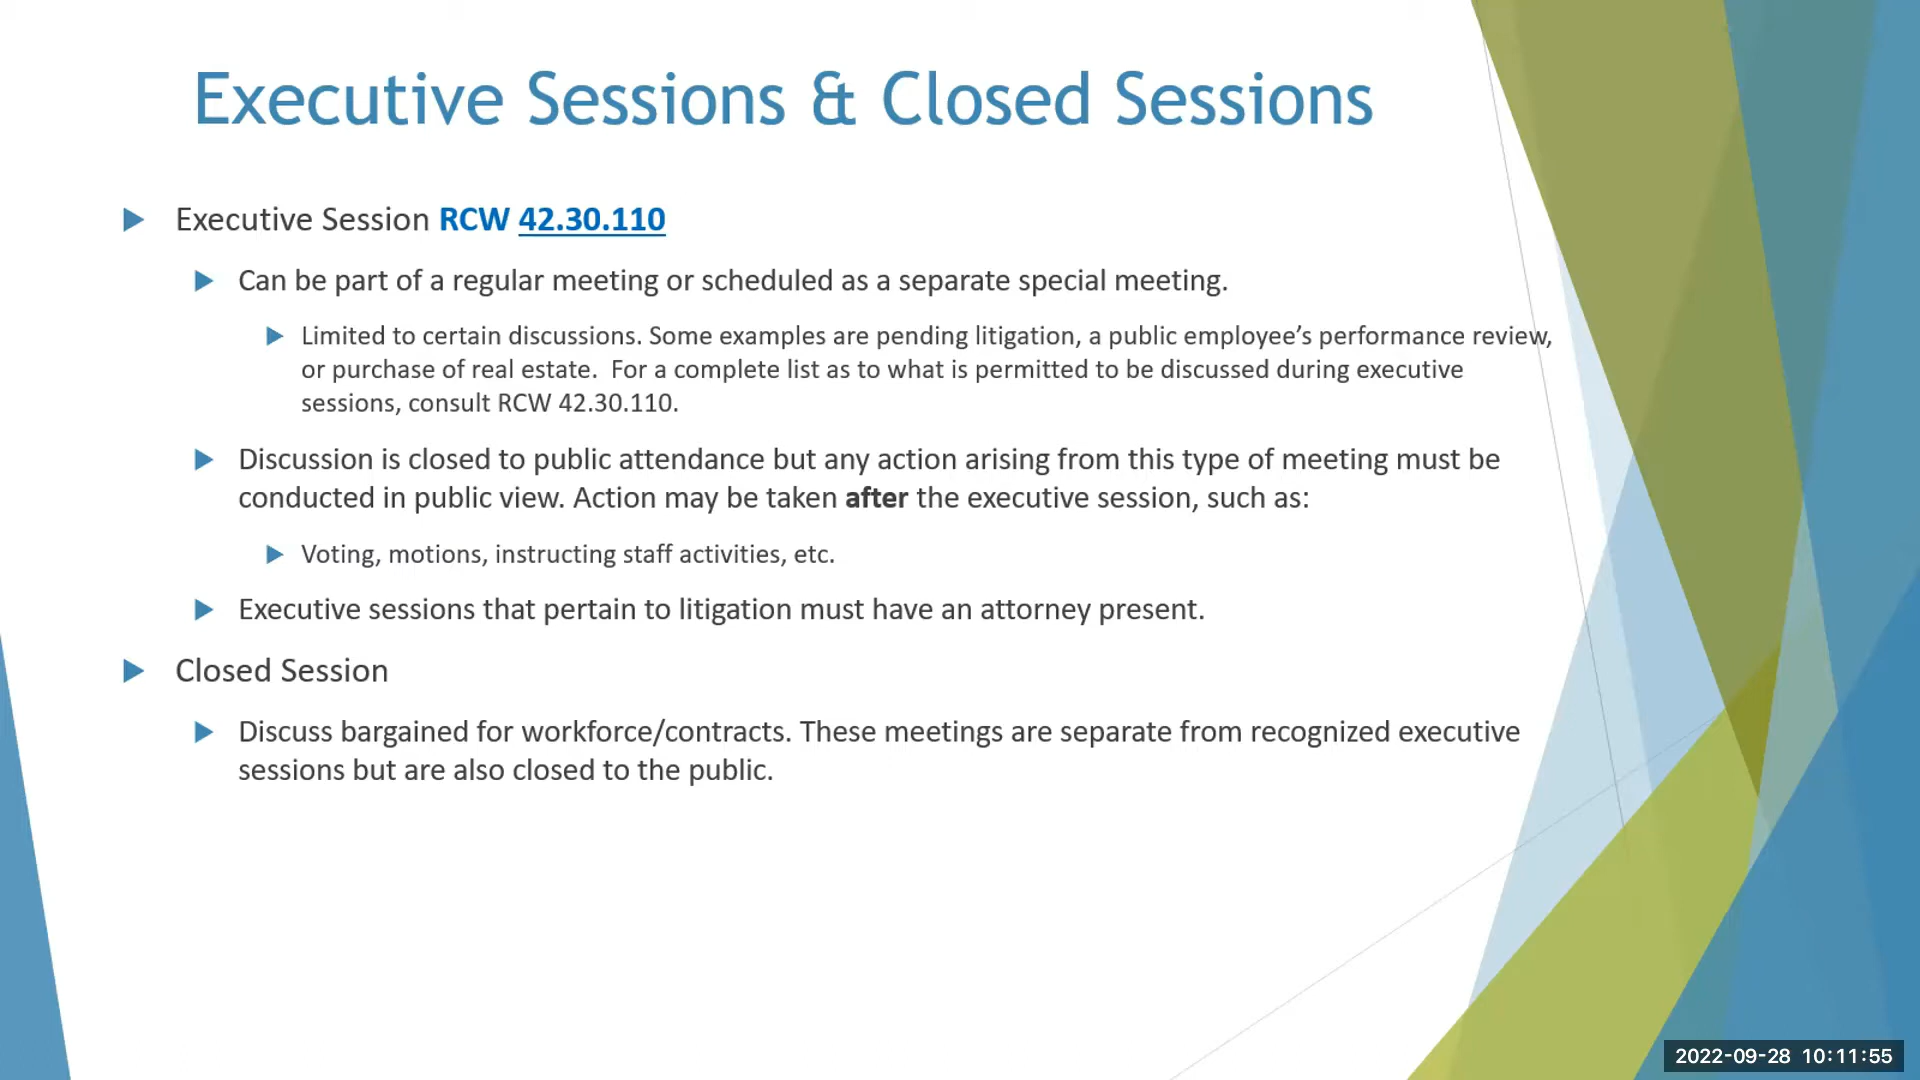 Executive Sessions & Closed Sessions
Executive Session RCW 42.30.110
Can be part of a regular meeting or scheduled as a separate special meeting.
Limited to certain discussions. Some examples are pending litigation, a public employee’s performance review,
or purchase of real estate.  For a complete list as to what is permitted to be discussed during executive
sessions, consult RCW 42.30.110.
Discussion is closed to public attendance but any action arising from this type of meeting must be
conducted in public view. Action may be taken after the executive session, such as:
Voting, motions, instructing staff activities, etc.
Executive sessions that pertain to litigation must have an attorney present.
Closed Session
Discuss bargained for workforce/contracts. These meetings are separate from recognized executive
sessions but are also closed to the public.
2022-09-28 10:11:55